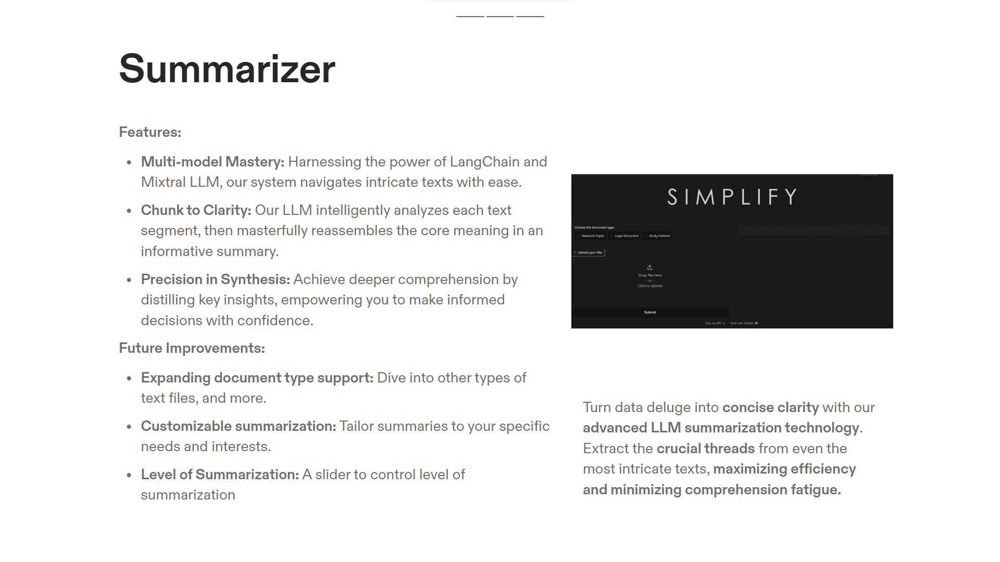 Summarizer
Features:
• Multi-model Mastery: Harnessing the power of LangChain and
Mixtral LLM, our system navigates intricate texts with ease.
• Chunk to Clarity: Our LLM intelligently analyzes each text
segment, then masterfully reassembles the core meaning in an
informative summary.
• Precision in Synthesis: Achieve deeper comprehension by
distilling key insights, empowering you to make informed
decisions with confidence.
Future Improvements:
• Expanding document type support: Dive into other types of
text files, and more.
• Customizable summarization: Tailor summaries to your specific
needs and interests.
• Level of Summarization: A slider to control level of
summarization
SIMPLIFY
Choose the document type
Research Paper Legal Document Study Material
Upload your File.
Drop File Here
- or -
Click to Upload
Submit
Use via API · Built with Gradio
Turn data deluge into concise clarity with our
advanced LLM summarization technology.
Extract the crucial threads from even the
most intricate texts, maximizing efficiency
and minimizing comprehension fatigue.